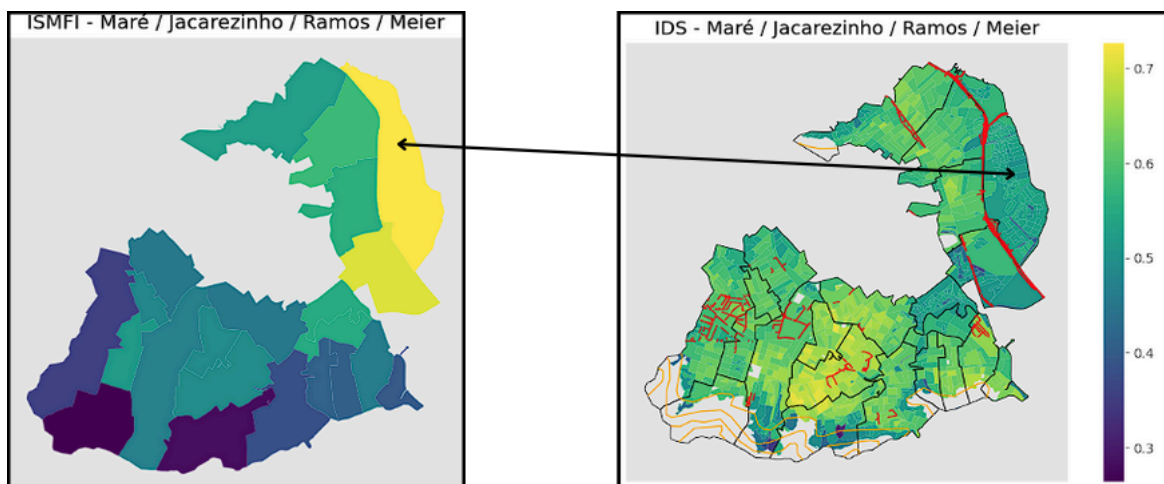 ISMFI - Maré / Jacarezinho / Ramos / Meier
IDS - Maré / Jacarezinho / Ramos / Meier
0.7
0.6
0.5
0.4
0.3